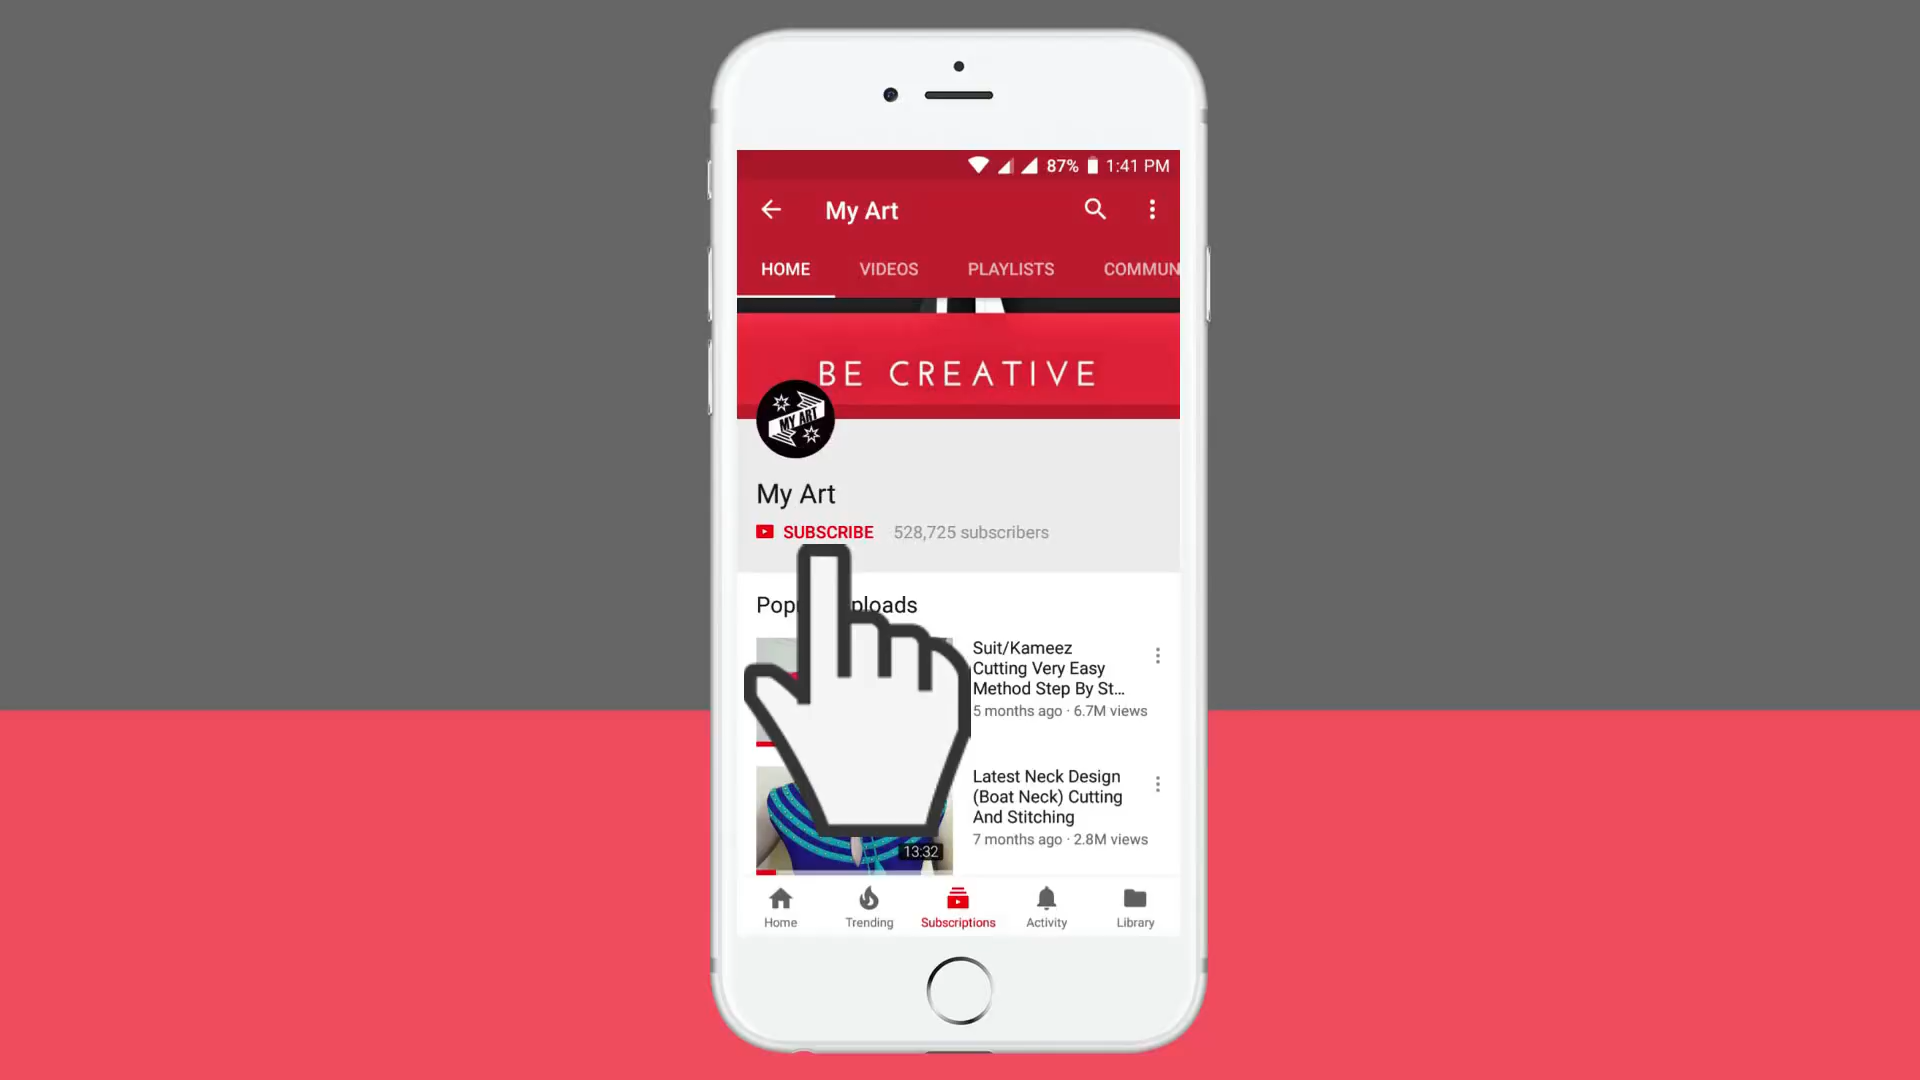 87% 1:41 PM
My Art
HOME VIDEOS PLAYLISTS COMMUN
BE CREATIVE
MY ART
My Art
SUBSCRIBE 528,725 subscribers
Pop ploads
Suit/Kameez
Cutting Very Easy
Method Step By St...
5 months ago · 6.7M views
Latest Neck Design
(Boat Neck) Cutting
And Stitching
7 months ago · 2.8M views
13:32
Home Trending Subscriptions Activity Library